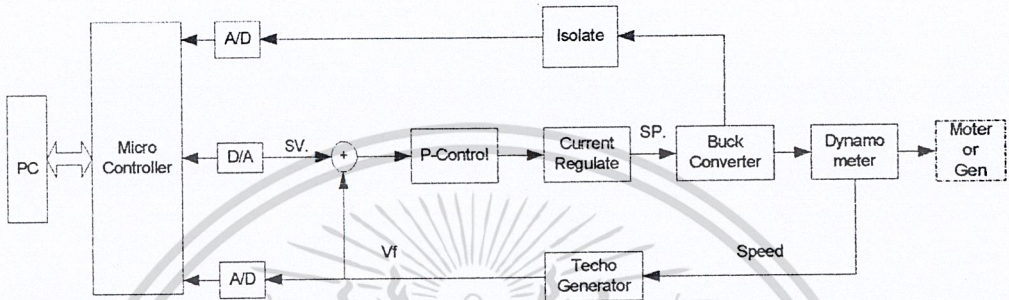 A/D
Isolate
PC
Micro
Controller
D/A
SV.
+
P-Control
Current
Regulate
SP.
Buck
Converter
Dynamo
meter
Moter
or
Gen
A/D
Vf
Techo
Generator
Speed